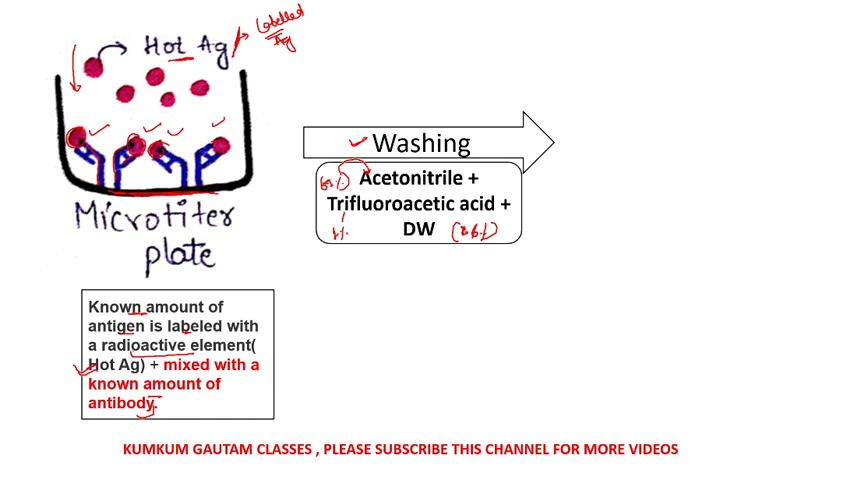 Hot Ag
Labelled
Ag
Microtiter
plate
Washing
Acetonitrile +
Trifluoroacetic acid +
DW
Known amount of
antigen is labeled with
a radioactive element(
Hot Ag) + mixed with a
known amount of
antibody.
KUMKUM GAUTAM CLASSES , PLEASE SUBSCRIBE THIS CHANNEL FOR MORE VIDEOS